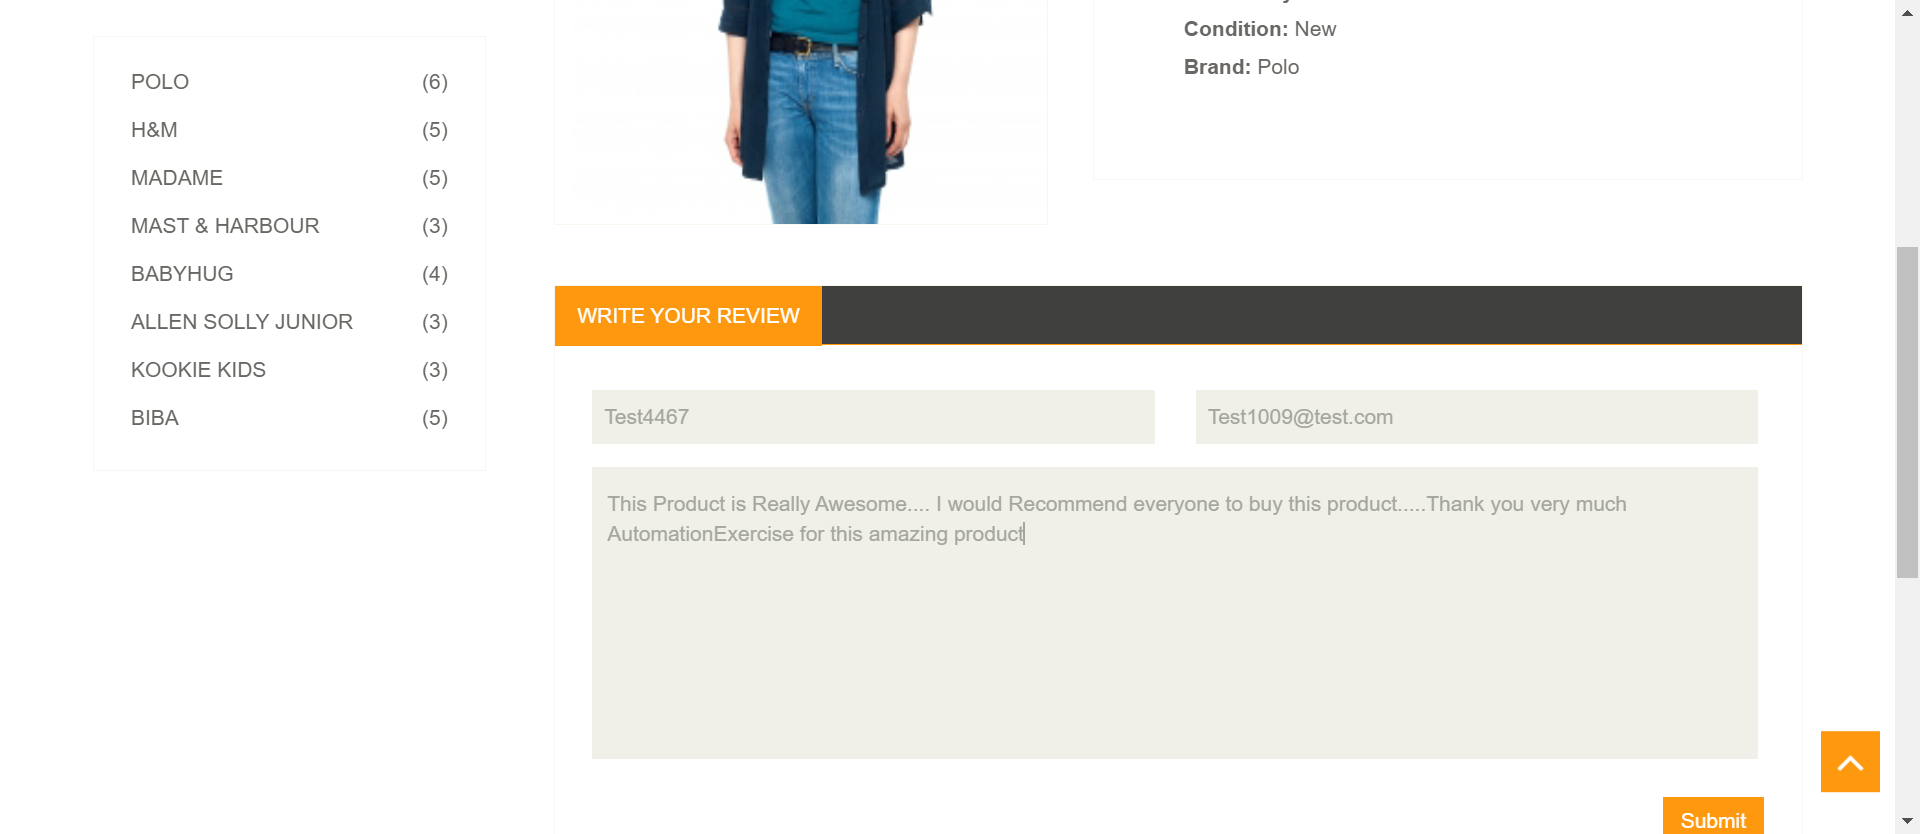 POLO (6)
H&M (5)
MADAME (5)
MAST & HARBOUR (3)
BABYHUG (4)
ALLEN SOLLY JUNIOR (3)
KOOKIE KIDS (3)
BIBA (5)
Condition: New
Brand: Polo
WRITE YOUR REVIEW
Test4467
Test1009@test.com
This Product is Really Awesome.... I would Recommend everyone to buy this product.....Thank you very much
AutomationExercise for this amazing product
Submit